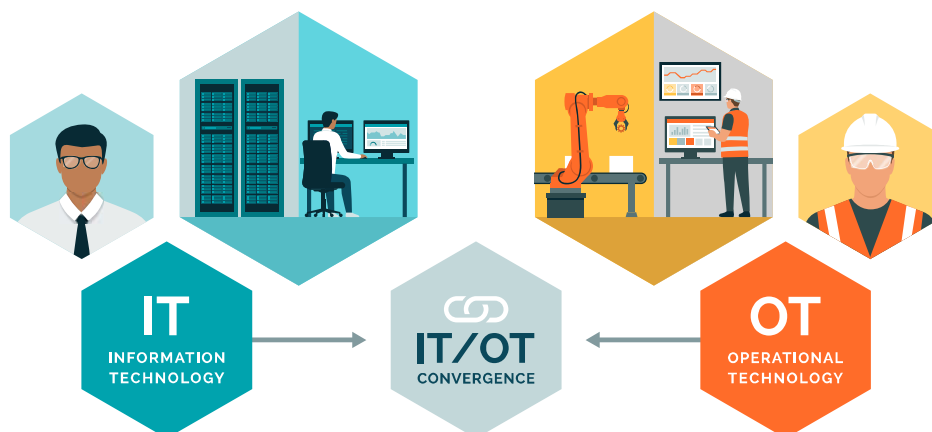 IT
INFORMATION
TECHNOLOGY
IT/OT
CONVERGENCE
OT
OPERATIONAL
TECHNOLOGY